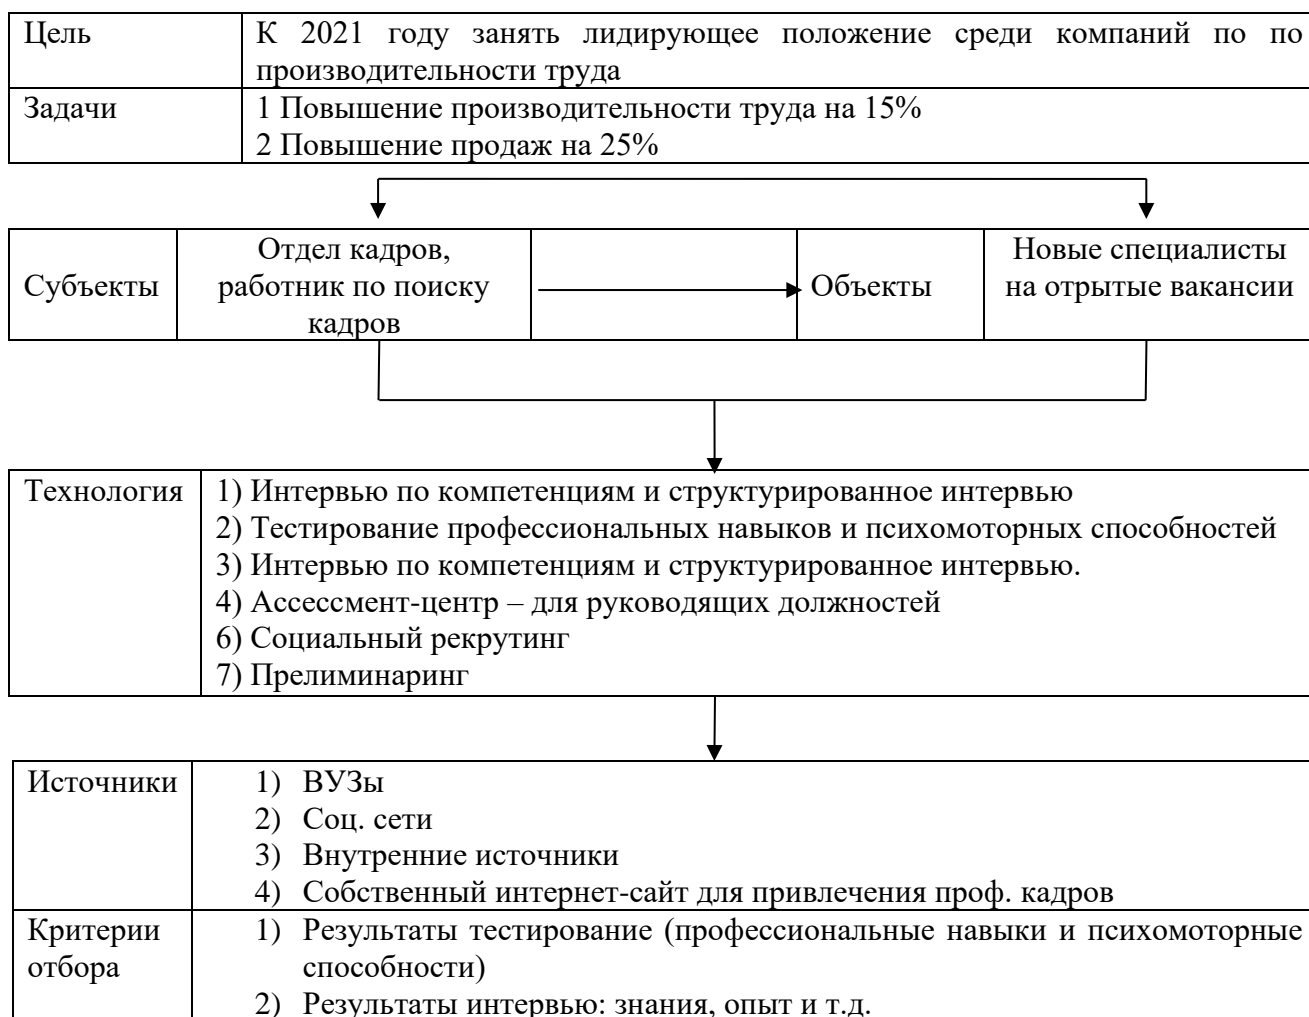 Цель
К 2021 году занять лидирующее положение среди компаний по по
производительности труда
Задачи
1 Повышение производительности труда на 15%
2 Повышение продаж на 25%
Субъекты
Отдел кадров,
работник по поиску
кадров
Объекты
Новые специалисты
на отрытые вакансии
Технология
1) Интервью по компетенциям и структурированное интервью
2) Тестирование профессиональных навыков и психомоторных способностей
3) Интервью по компетенциям и структурированное интервью.
4) Ассессмент-центр – для руководящих должностей
6) Социальный рекрутинг
7) Прелиминаринг
Источники
1) ВУЗы
2) Соц. сети
3) Внутренние источники
4) Собственный интернет-сайт для привлечения проф. кадров
Критерии
отбора
1) Результаты тестирование (профессиональные навыки и психомоторные
способности)
2) Результаты интервью: знания, опыт и т.д.